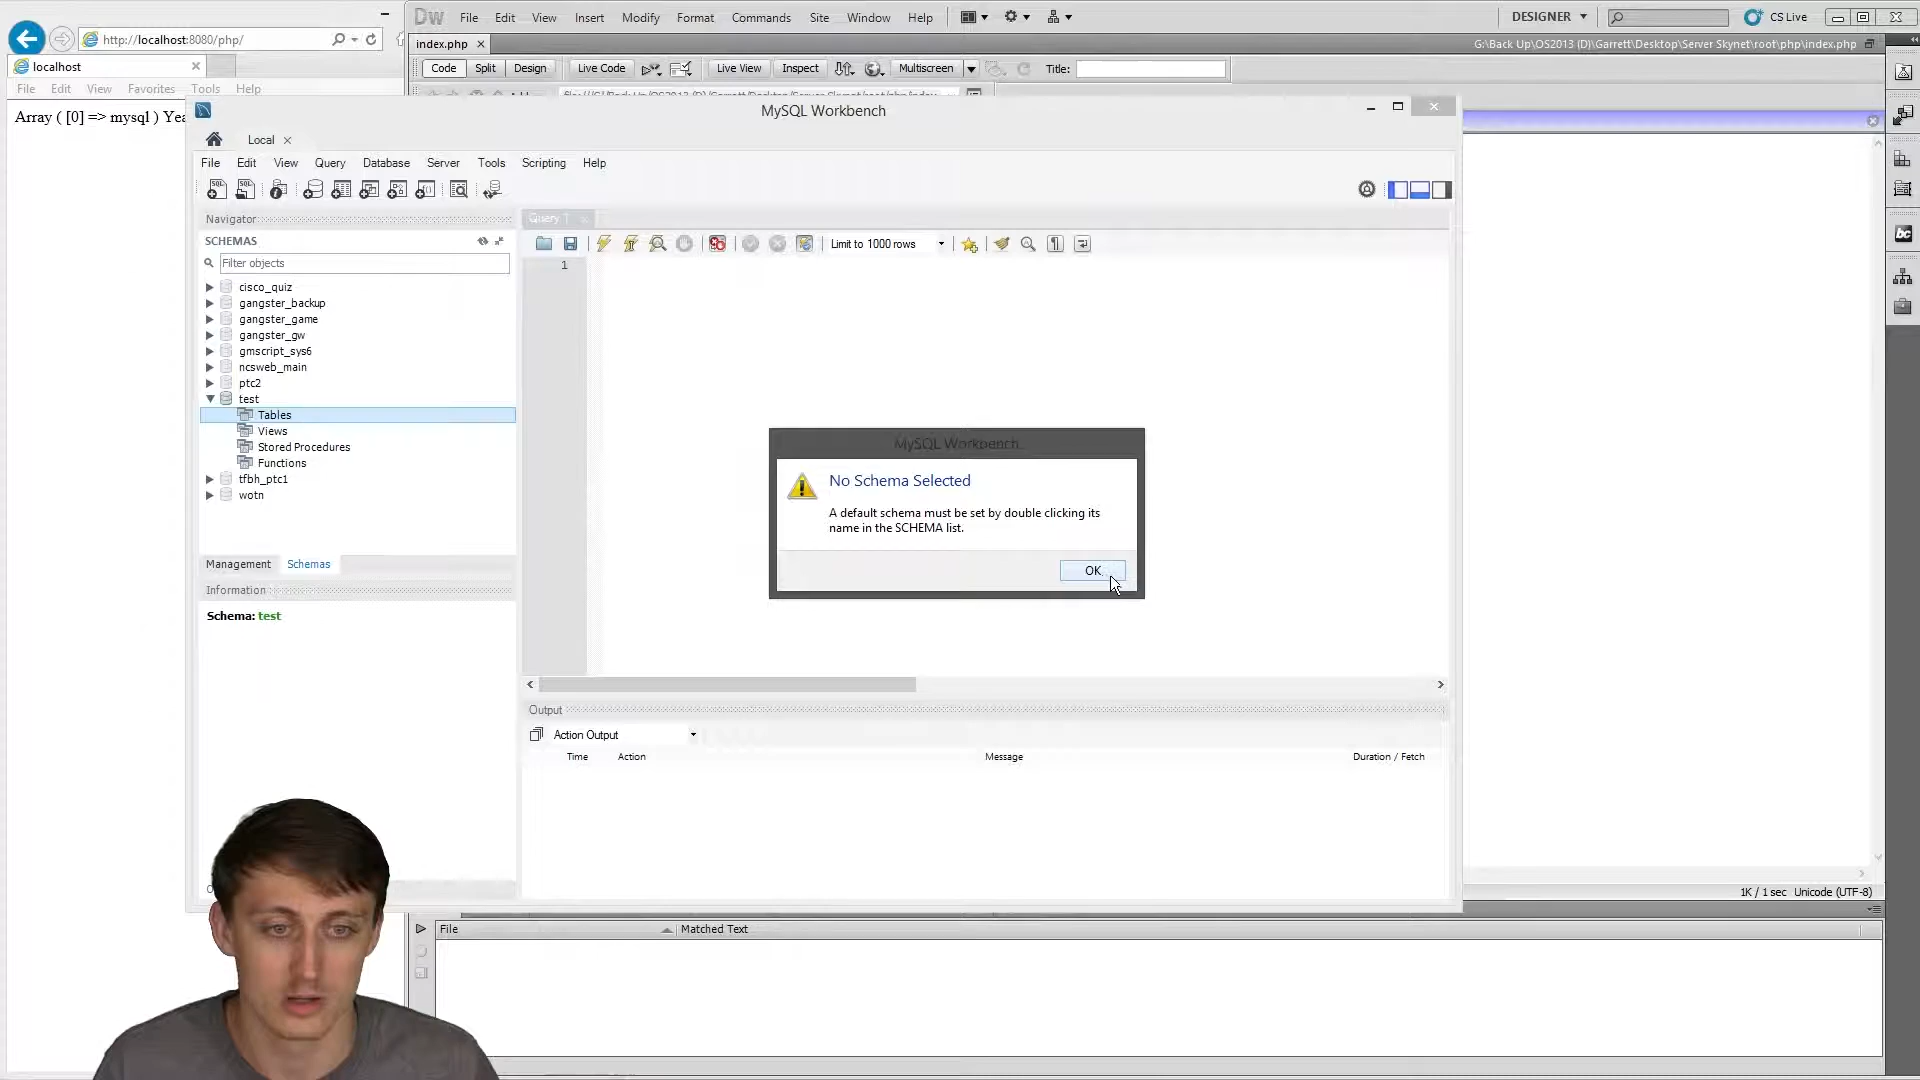 http://localhost:8080/php/
localhost
File Edit View Favorites Tools Help
Array ( [0] => mysql ) Yea
Dw File Edit View Insert Modify Format Commands Site Window Help
DESIGNER
CS Live
index.php
G:\Back Up\OS2013 (D)\Garrett\Desktop\Server Skynet\root\php\index.php
Code Split Design Live Code Live View Inspect Multiscreen Title:
MySQL Workbench
Local
File Edit View Query Database Server Tools Scripting Help
Navigator
SCHEMAS
Filter objects
cisco_quiz
gangster_backup
gangster_game
gangster_gw
gmscript_sys6
ncsweb_main
ptc2
test
Tables
Views
Stored Procedures
Functions
tfbh_ptc1
wotn
Management Schemas
Information
Schema: test
Query 1
Limit to 1000 rows
1
MySQL Workbench
No Schema Selected
A default schema must be set by double clicking its
name in the SCHEMA list.
OK
Output
Action Output
Time Action Message Duration / Fetch
1K / 1 sec Unicode (UTF-8)
File Matched Text